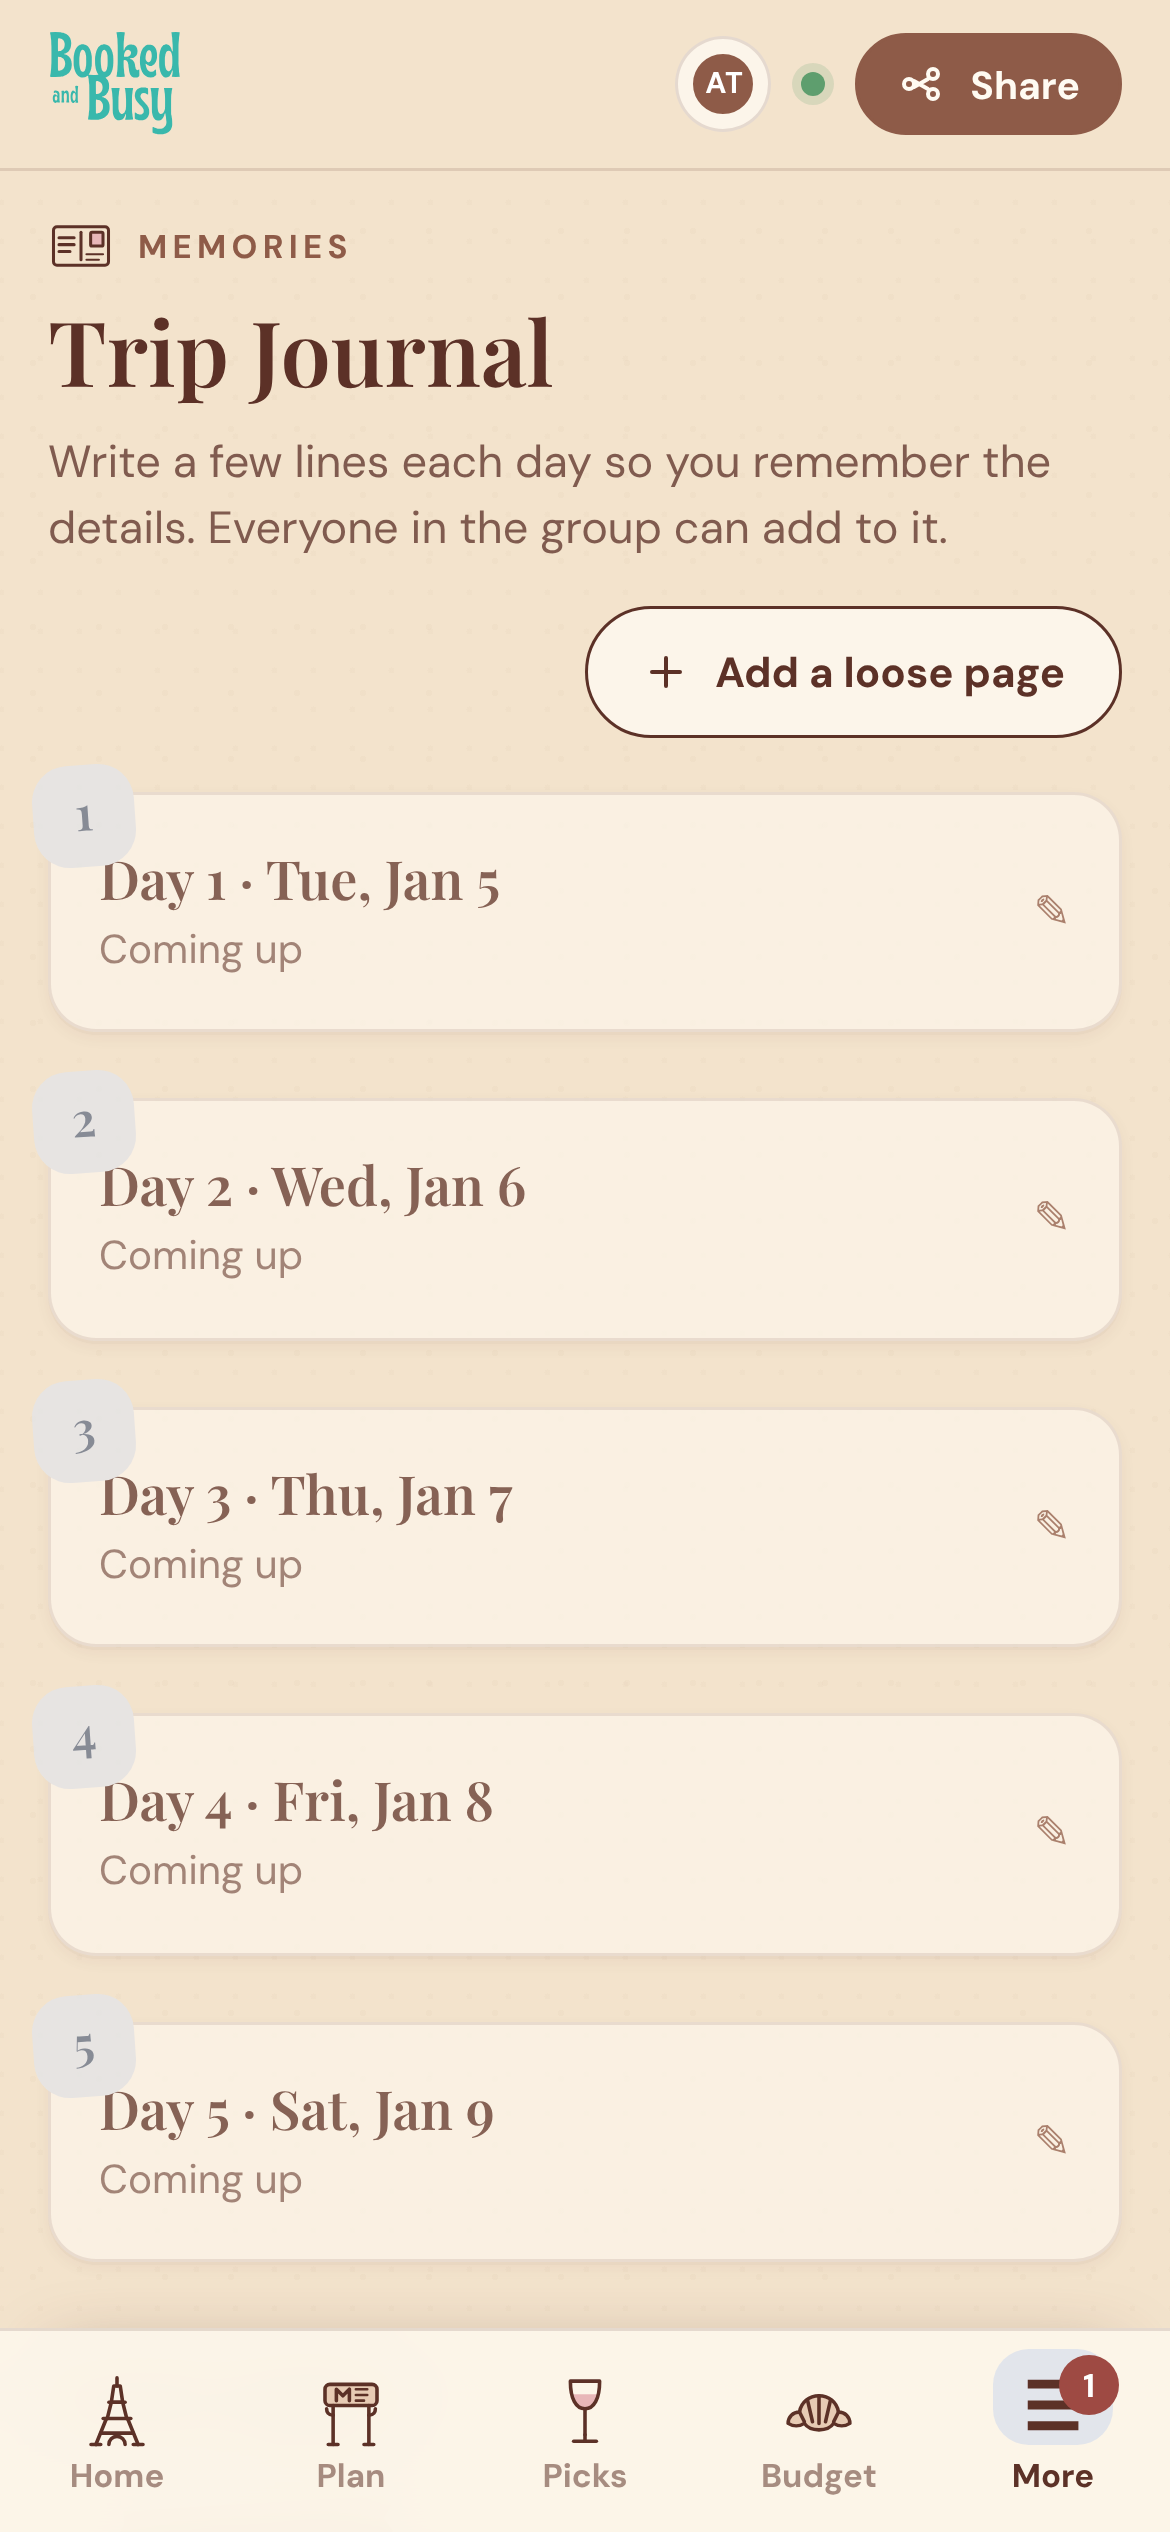 Booked
and Busy
AT
Share
MEMORIES
Trip Journal
Write a few lines each day so you remember the
details. Everyone in the group can add to it.
+ Add a loose page
1
Day 1 · Tue, Jan 5
Coming up
2
Day 2 · Wed, Jan 6
Coming up
3
Day 3 · Thu, Jan 7
Coming up
4
Day 4 · Fri, Jan 8
Coming up
5
Day 5 · Sat, Jan 9
Coming up
M
1
Home
Plan
Picks
Budget
More